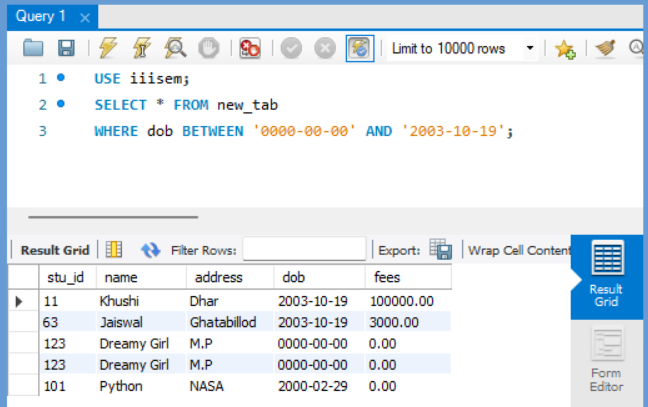 Query 1 ×
Limit to 10000 rows
1 USE iiisem;
2 SELECT * FROM new_tab
3 WHERE dob BETWEEN '0000-00-00' AND '2003-10-19';
Result Grid Filter Rows: Export: Wrap Cell Content
stu_id name address dob fees
11 Khushi Dhar 2003-10-19 100000.00
63 Jaiswal Ghatabillod 2003-10-19 3000.00
123 Dreamy Girl M.P 0000-00-00 0.00
123 Dreamy Girl M.P 0000-00-00 0.00
101 Python NASA 2000-02-29 0.00
Result
Grid
Form
Editor